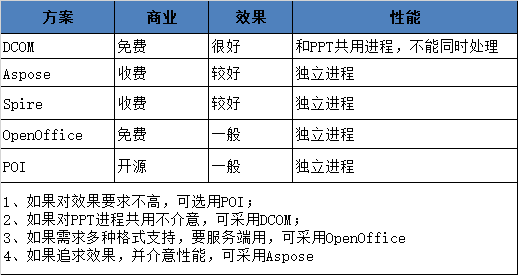 方案 商业 效果 性能
DCOM 免费 很好 和PPT共用进程，不能同时处理
Aspose 收费 较好 独立进程
Spire 收费 较好 独立进程
OpenOffice 免费 一般 独立进程
POI 开源 一般 独立进程
1、如果对效果要求不高，可选用POI；
2、如果对PPT进程共用不介意，可采用DCOM；
3、如果需求多种格式支持，要服务端用，可采用OpenOffice
4、如果追求效果，并介意性能，可采用Aspose